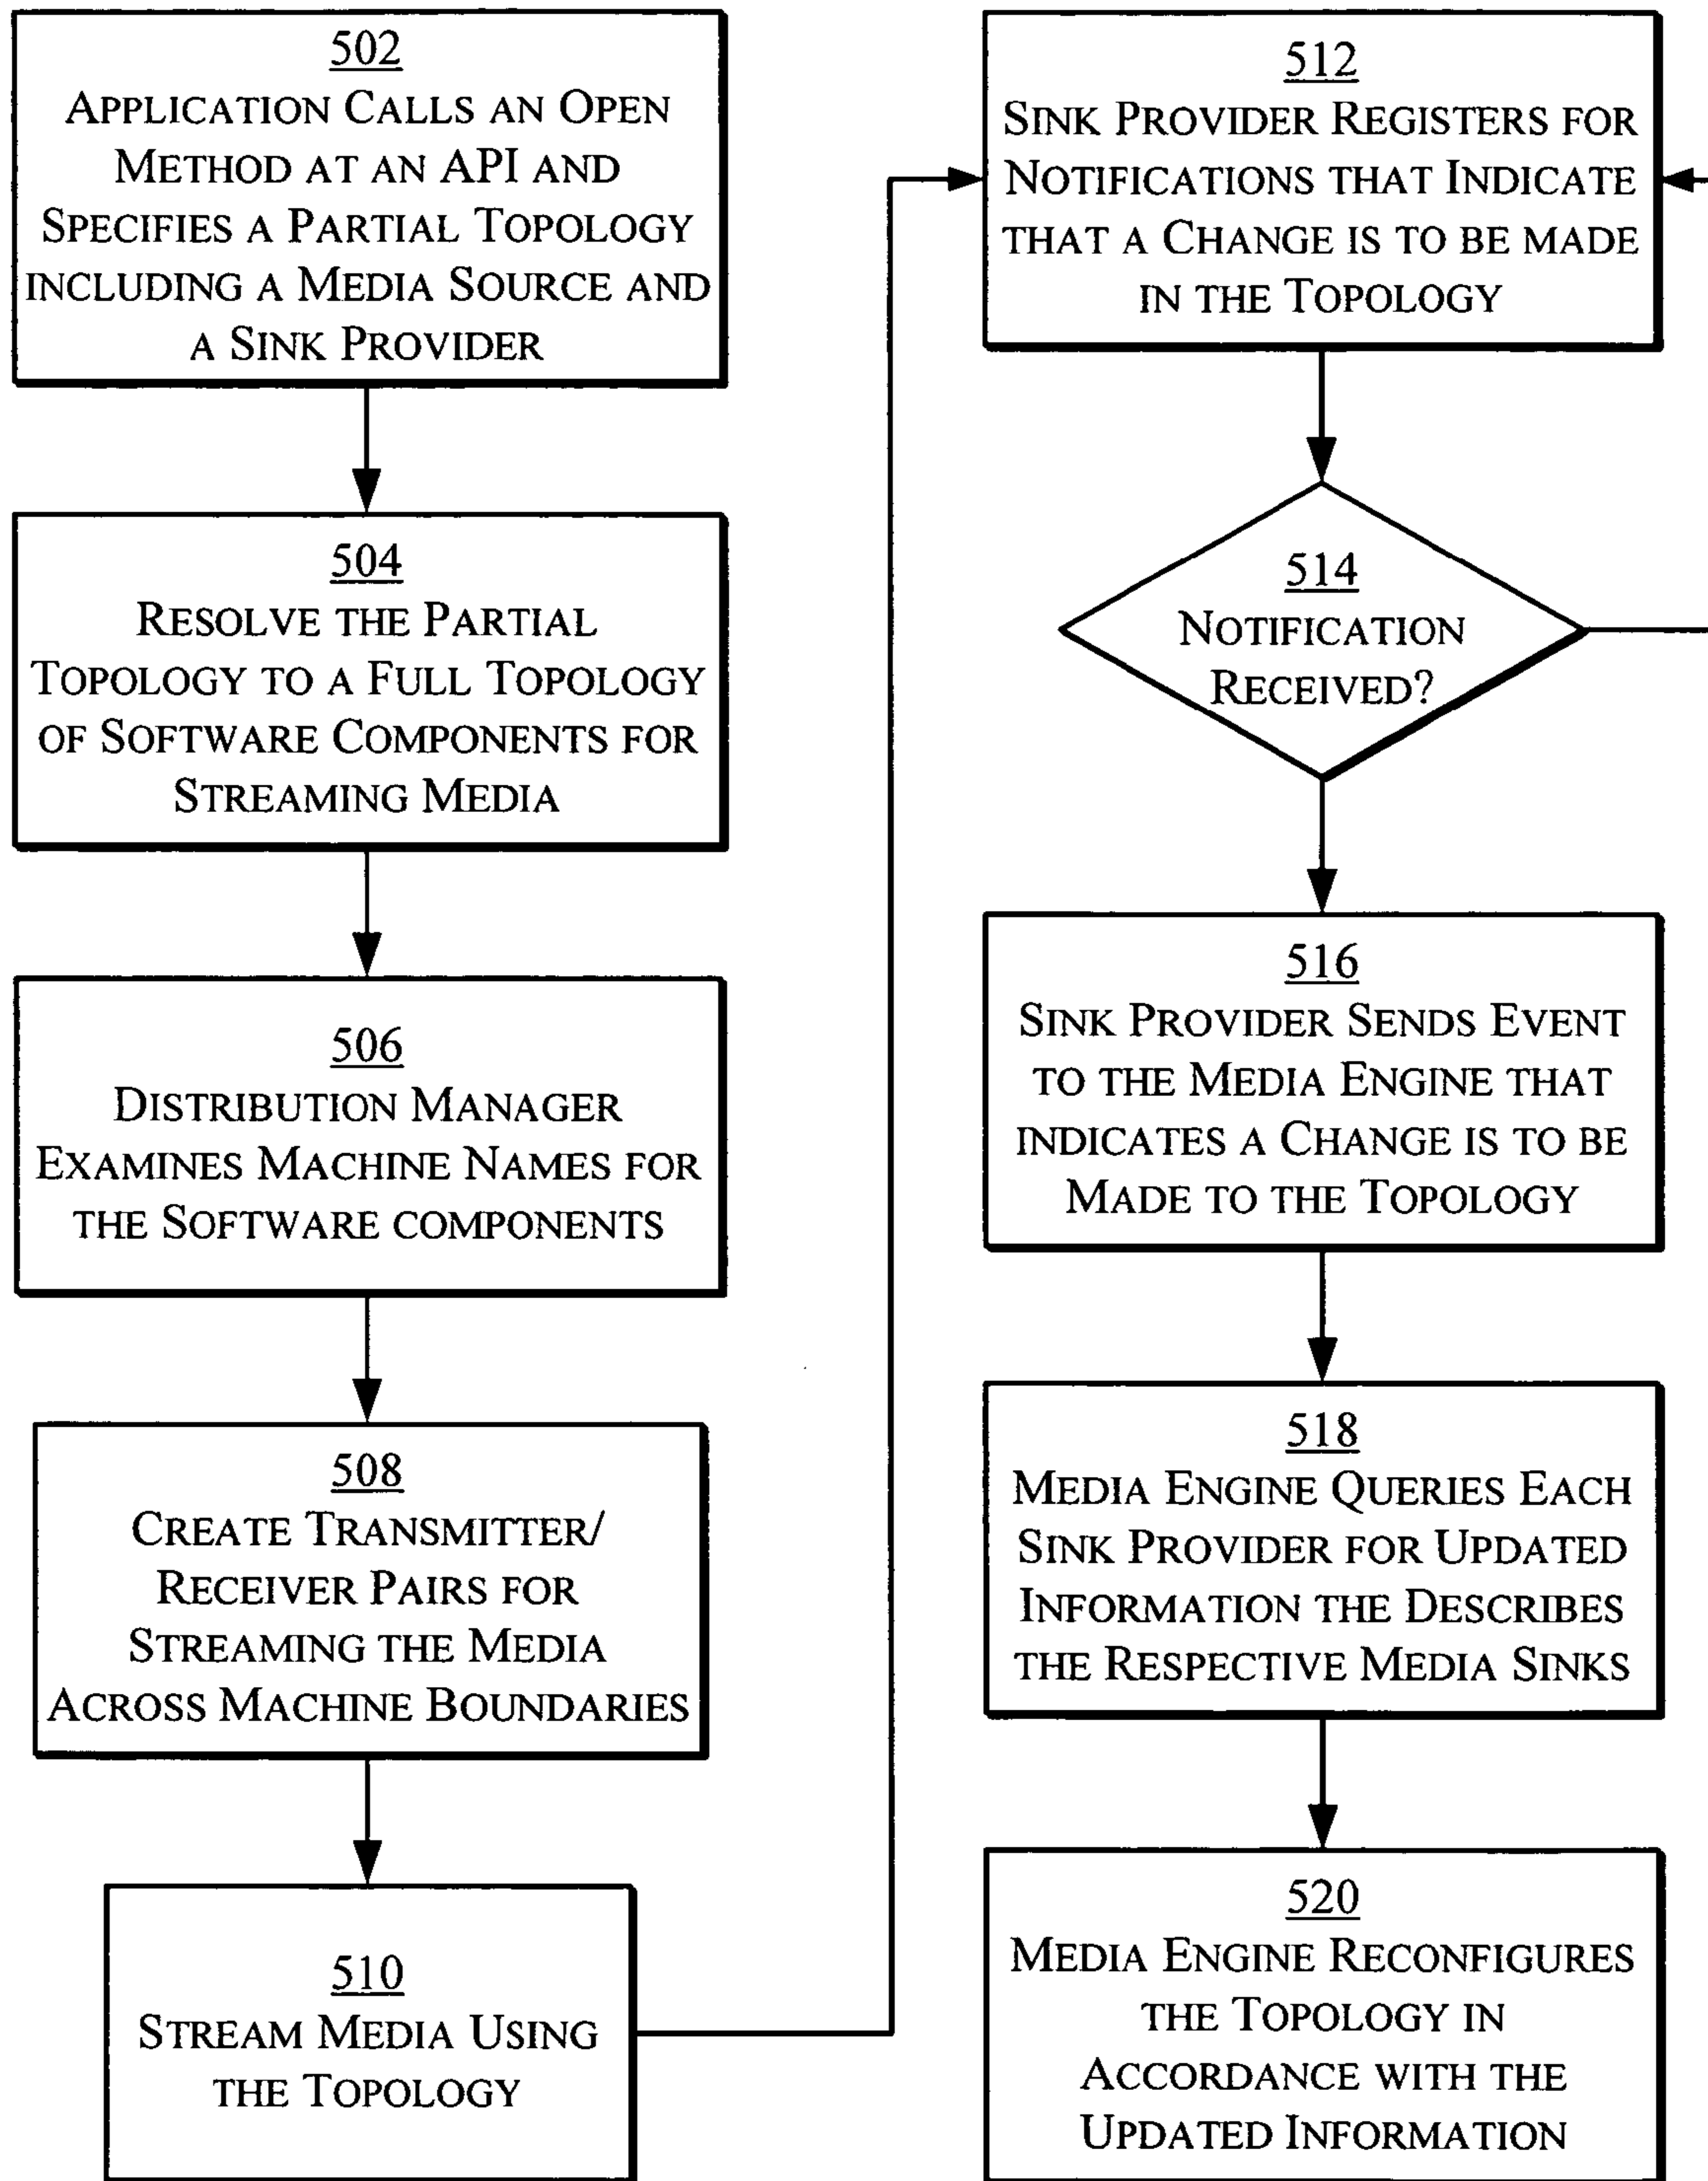 502
APPLICATION CALLS AN OPEN
METHOD AT AN API AND
SPECIFIES A PARTIAL TOPOLOGY
INCLUDING A MEDIA SOURCE AND
A SINK PROVIDER
504
RESOLVE THE PARTIAL
TOPOLOGY TO A FULL TOPOLOGY
OF SOFTWARE COMPONENTS FOR
STREAMING MEDIA
506
DISTRIBUTION MANAGER
EXAMINES MACHINE NAMES FOR
THE SOFTWARE COMPONENTS
508
CREATE TRANSMITTER/
RECEIVER PAIRS FOR
STREAMING THE MEDIA
ACROSS MACHINE BOUNDARIES
510
STREAM MEDIA USING
THE TOPOLOGY
512
SINK PROVIDER REGISTERS FOR
NOTIFICATIONS THAT INDICATE
THAT A CHANGE IS TO BE MADE
IN THE TOPOLOGY
514
NOTIFICATION
RECEIVED?
516
SINK PROVIDER SENDS EVENT
TO THE MEDIA ENGINE THAT
INDICATES A CHANGE IS TO BE
MADE TO THE TOPOLOGY
518
MEDIA ENGINE QUERIES EACH
SINK PROVIDER FOR UPDATED
INFORMATION THE DESCRIBES
THE RESPECTIVE MEDIA SINKS
520
MEDIA ENGINE RECONFIGURES
THE TOPOLOGY IN
ACCORDANCE WITH THE
UPDATED INFORMATION